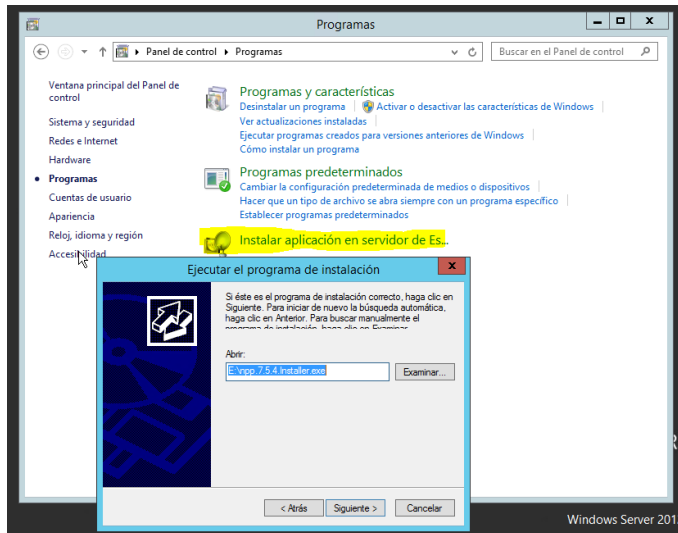 Programas
Panel de control
Programas
Buscar en el Panel de control
Ventana principal del Panel de
control
Sistema y seguridad
Redes e Internet
Hardware
Programas
Cuentas de usuario
Apariencia
Reloj, idioma y región
Accesibilidad
Programas y características
Desinstalar un programa
Activar o desactivar las características de Windows
Ver actualizaciones instaladas
Ejecutar programas creados para versiones anteriores de Windows
Cómo instalar un programa
Programas predeterminados
Cambiar la configuración predeterminada de medios o dispositivos
Hacer que un tipo de archivo se abra siempre con un programa específico
Establecer programas predeterminados
Instalar aplicación en servidor de Es...
Ejecutar el programa de instalación
Si éste es el programa de instalación correcto, haga clic en
Siguiente. Para iniciar de nuevo la búsqueda automática,
haga clic en Anterior. Para buscar manualmente el
programa de instalación, haga clic en Examinar.
Abrir:
E:\npp.7.5.4.Installer.exe
Examinar...
< Atrás
Siguiente >
Cancelar
Windows Server 201